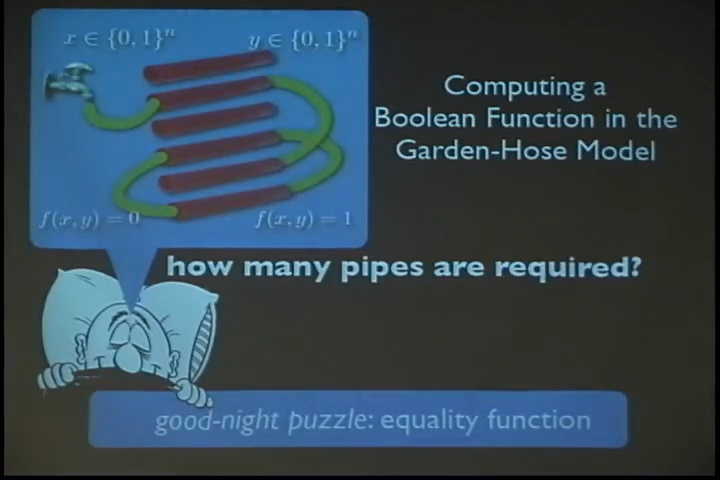 x ∈ {0, 1}ⁿ y ∈ {0, 1}ⁿ
f(x, y) = 0 f(x, y) = 1
Computing a
Boolean Function in the
Garden-Hose Model
how many pipes are required?
good-night puzzle: equality function